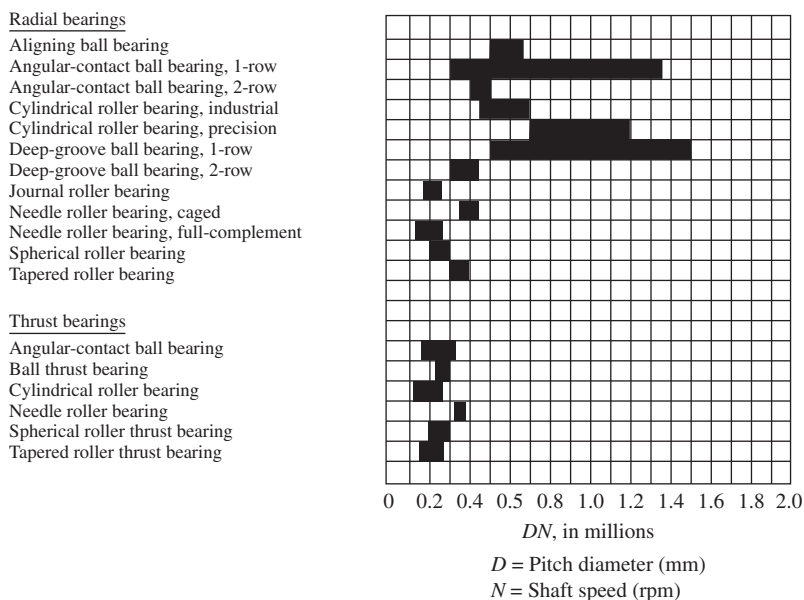 Radial bearings
Aligning ball bearing
Angular-contact ball bearing, 1-row
Angular-contact ball bearing, 2-row
Cylindrical roller bearing, industrial
Cylindrical roller bearing, precision
Deep-groove ball bearing, 1-row
Deep-groove ball bearing, 2-row
Journal roller bearing
Needle roller bearing, caged
Needle roller bearing, full-complement
Spherical roller bearing
Tapered roller bearing
Thrust bearings
Angular-contact ball bearing
Ball thrust bearing
Cylindrical roller bearing
Needle roller bearing
Spherical roller thrust bearing
Tapered roller thrust bearing
0 0.2 0.4 0.5 0.8 1.0 1.2 1.4 1.6 1.8 2.0
DN, in millions
D = Pitch diameter (mm)
N = Shaft speed (rpm)